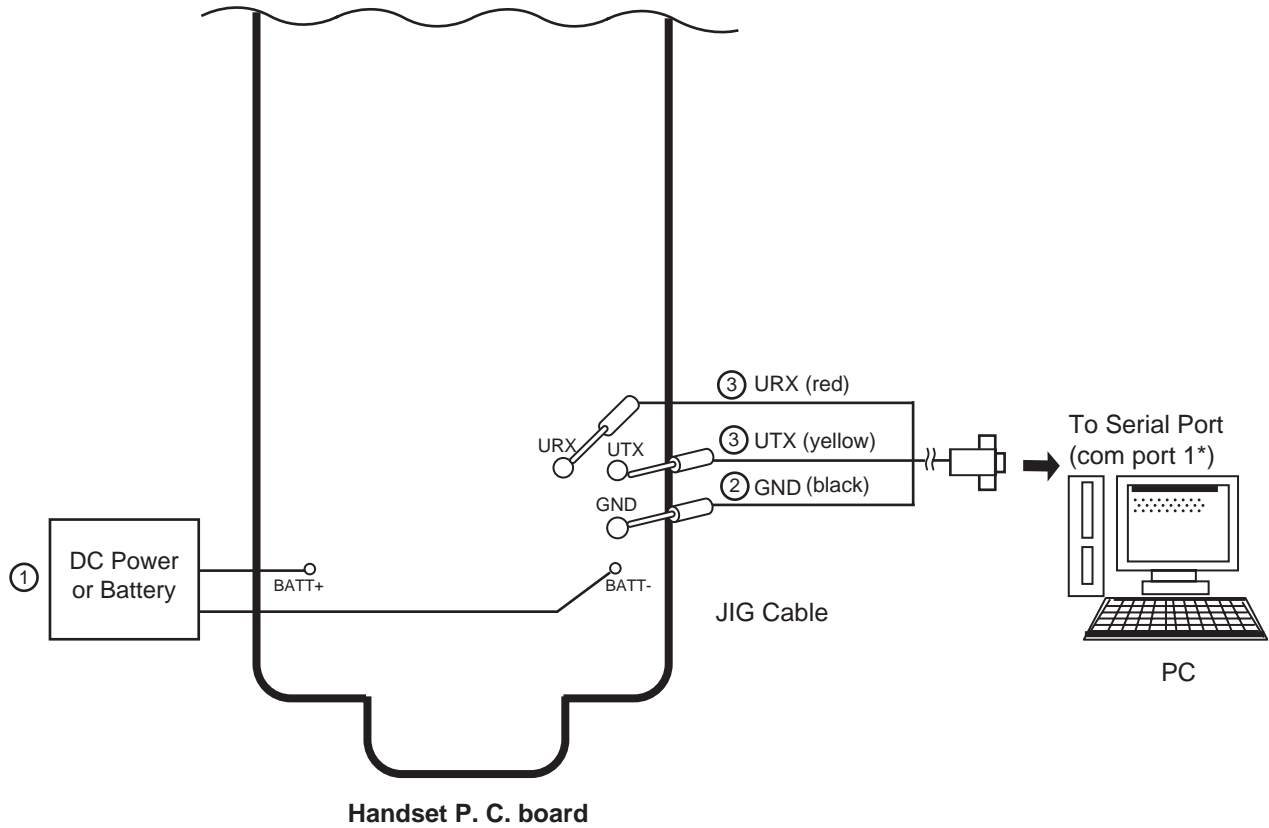 ③ URX (red)
URX
UTX
③ UTX (yellow)
② GND (black)
GND
To Serial Port
(com port 1*)
①
DC Power
or Battery
BATT+
BATT-
JIG Cable
PC
Handset P. C. board